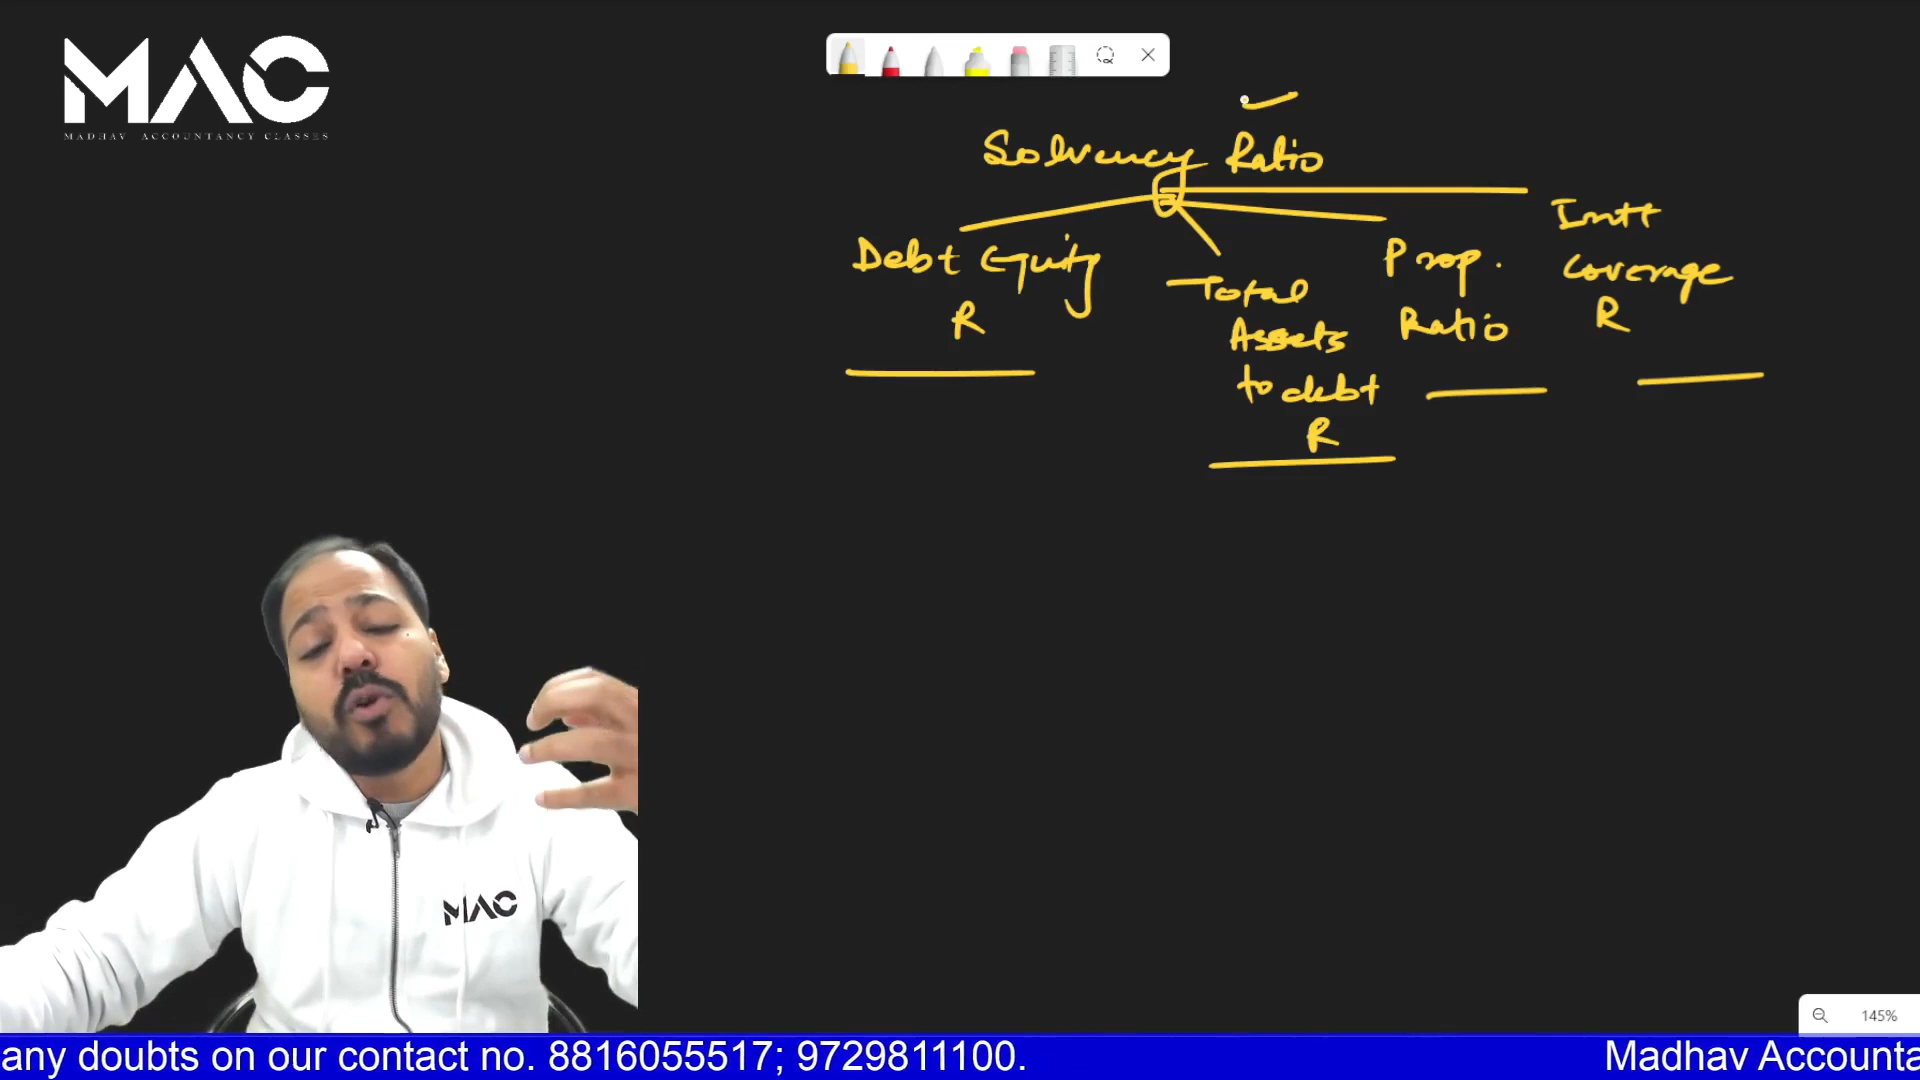 MAC
MADHAV ACCOUNTANCY CLASSES
Solvency Ratio
Debt Equity
R
Total
Assets
to debt
R
Prop.
Ratio
Intt
coverage
R
MAC
145%
any doubts on our contact no. 8816055517; 9729811100.
Madhav Accounta